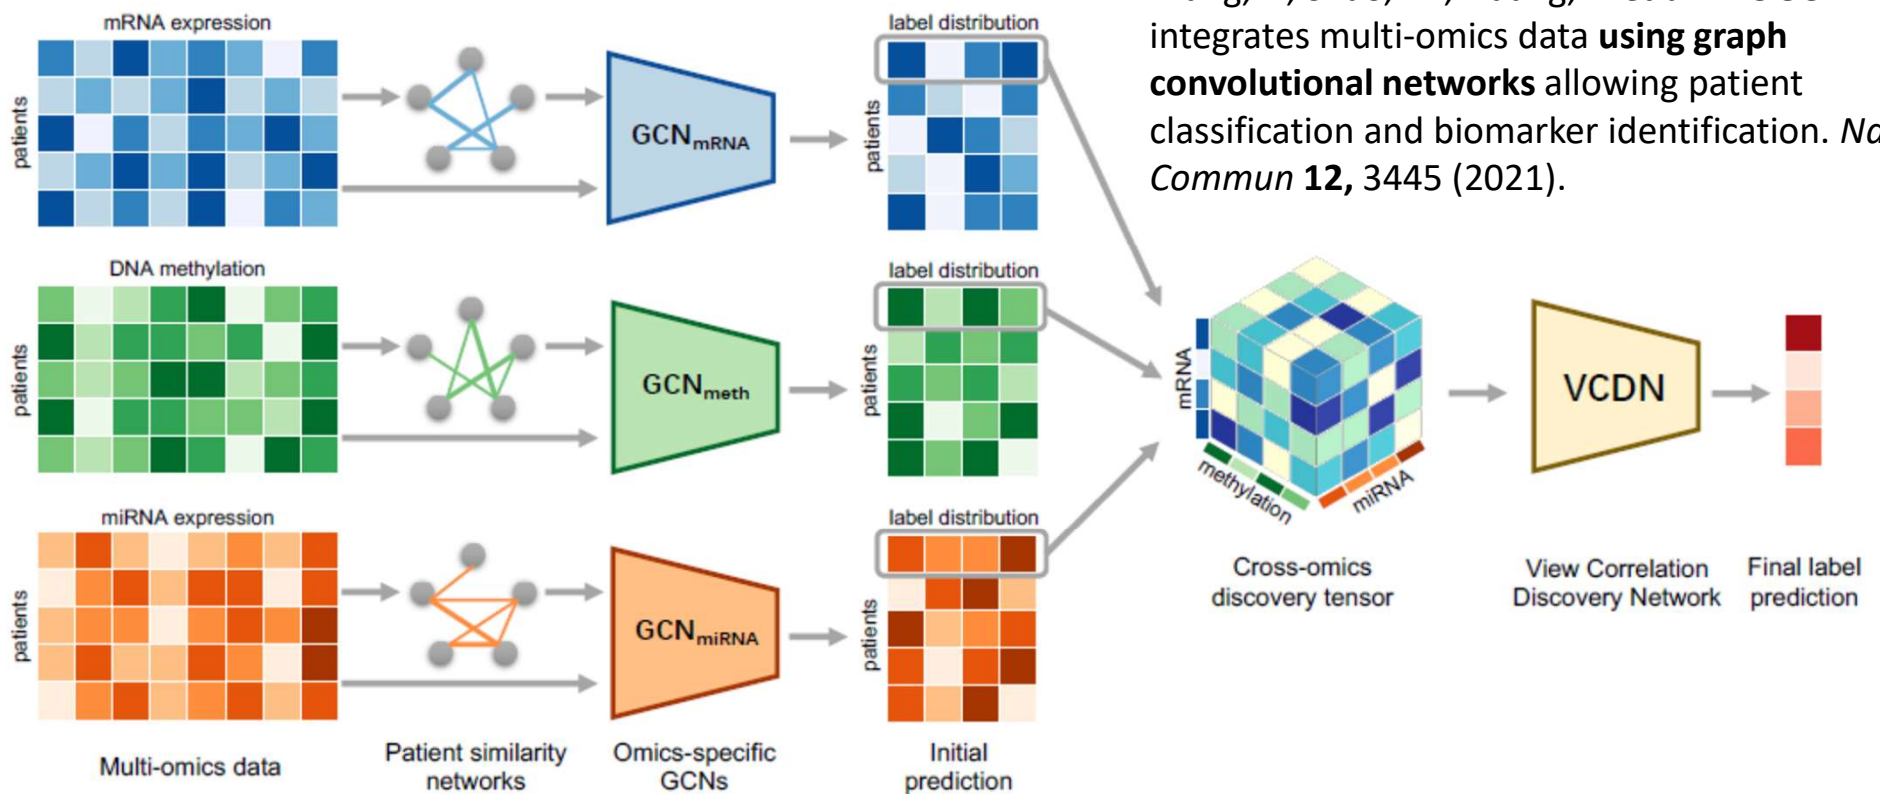 integrates multi-omics data using graph
convolutional networks allowing patient
classification and biomarker identification.
Commun 12, 3445 (2021).
mRNA expression
patients
GCNmRNA
label distribution
patients
DNA methylation
patients
GCNmeth
label distribution
patients
miRNA expression
patients
GCNmiRNA
label distribution
patients
mRNA
methylation
miRNA
VCDN
Multi-omics data
Patient similarity
networks
Omics-specific
GCNs
Initial
prediction
Cross-omics
discovery tensor
View Correlation
Discovery Network
Final label
prediction